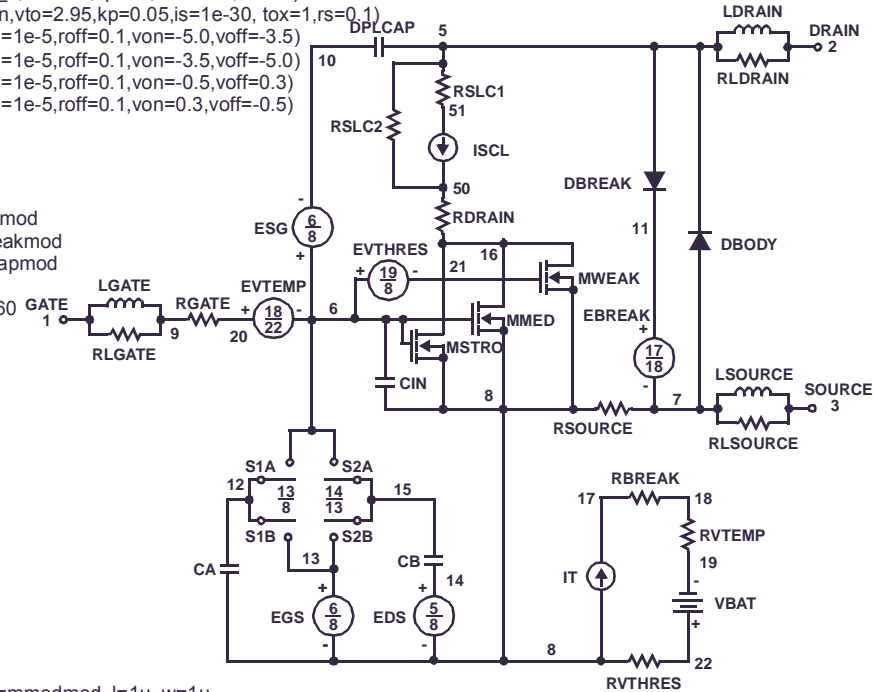 n,vto=2.95,kp=0.05,is=1e-30, tox=1,rs=0.1)
=1e-5,roff=0.1,von=-5.0,voff=-3.5)
=1e-5,roff=0.1,von=-3.5,voff=-5.0)
=1e-5,roff=0.1,von=-0.5,voff=0.3)
=1e-5,roff=0.1,von=0.3,voff=-0.5)
mod
eakmod
apmod
60
DPLCAP
5
10
LDRAIN
DRAIN
2
RLDRAIN
RSLC1
51
RSLC2
ISCL
50
RDRAIN
DBREAK
11
DBODY
-
ESG
6
8
+
EVTHRES
+
19
8
-
21
16
MWEAK
LGATE
GATE
1
RLGATE
9
RGATE
20
EVTEMP
+
18
22
-
6
MMED
MSTRO
CIN
8
EBREAK
+
17
18
-
7
LSOURCE
SOURCE
3
RLSOURCE
RSOURCE
S1A
S2A
12
13
8
14
13
15
S1B
S2B
13
CA
CB
14
+
EGS
6
8
-
+
EDS
5
8
-
8
RBREAK
17
18
RVTEMP
19
IT
-
VBAT
+
22
RVTHRES
=mmedmod l=1u w=1u